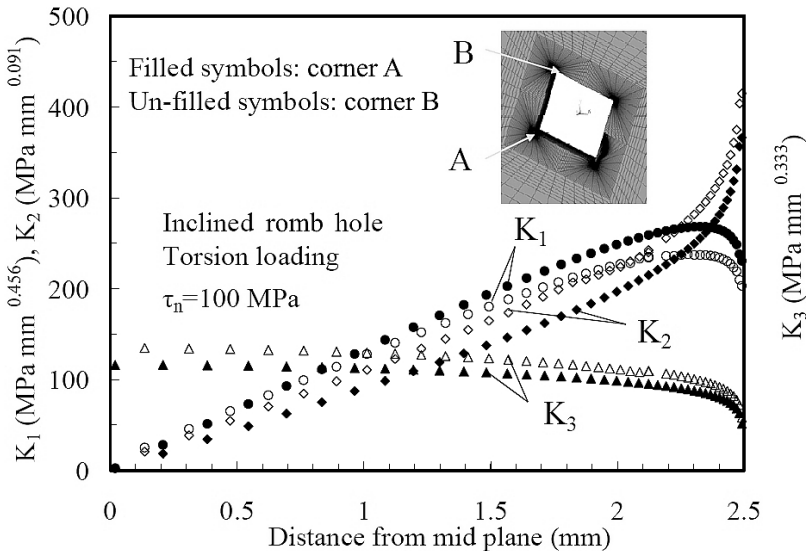 500
400
300
200
100
0
K1 (MPa mm 0.456), K2 (MPa mm 0.091)
Filled symbols: corner A
Un-filled symbols: corner B
B
A
Inclined romb hole
Torsion loading
τn=100 MPa
K1
K2
K3
K3 (MPa mm 0.333)
0 0.5 1 1.5 2 2.5
Distance from mid plane (mm)